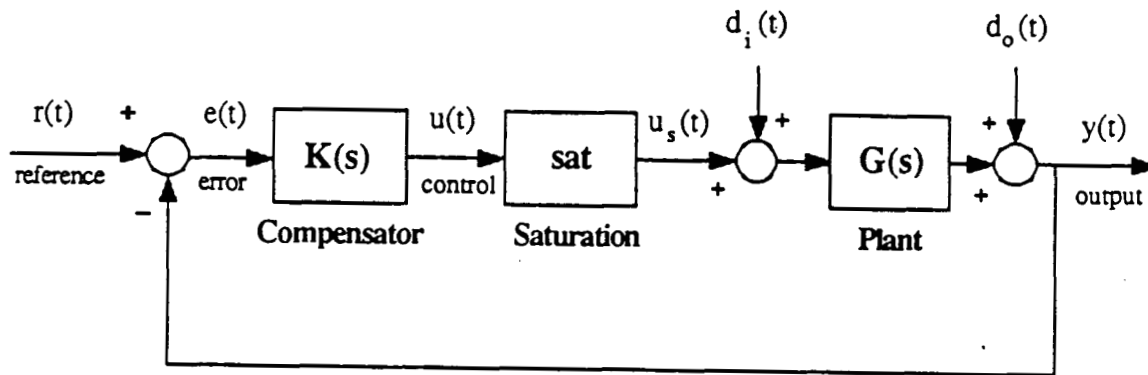 d_i(t)
d_o(t)
r(t)
+
e(t)
u(t)
u_s(t)
+
+
y(t)
K(s)
sat
G(s)
reference
error
control
+
+
output
−
Compensator
Saturation
Plant